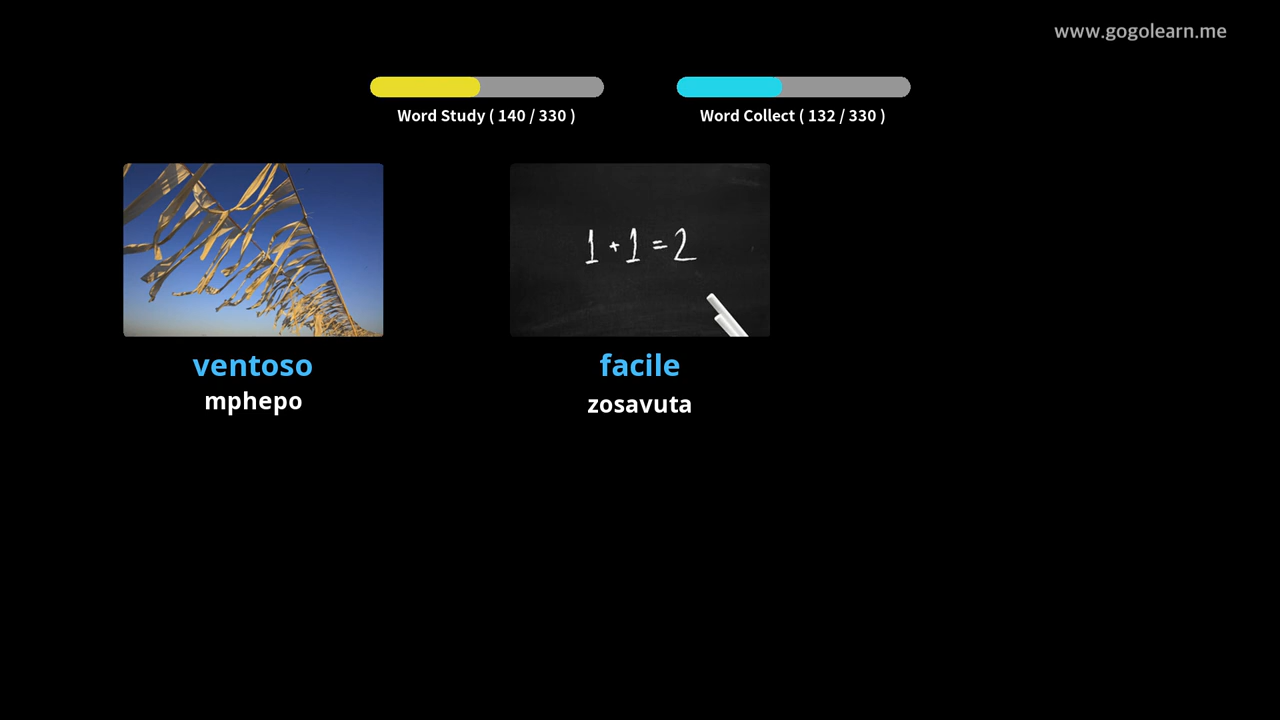 www.gogolearn.me
Word Study ( 140 / 330 )
Word Collect ( 132 / 330 )
1 + 1 = 2
ventoso
mphepo
facile
zosavuta